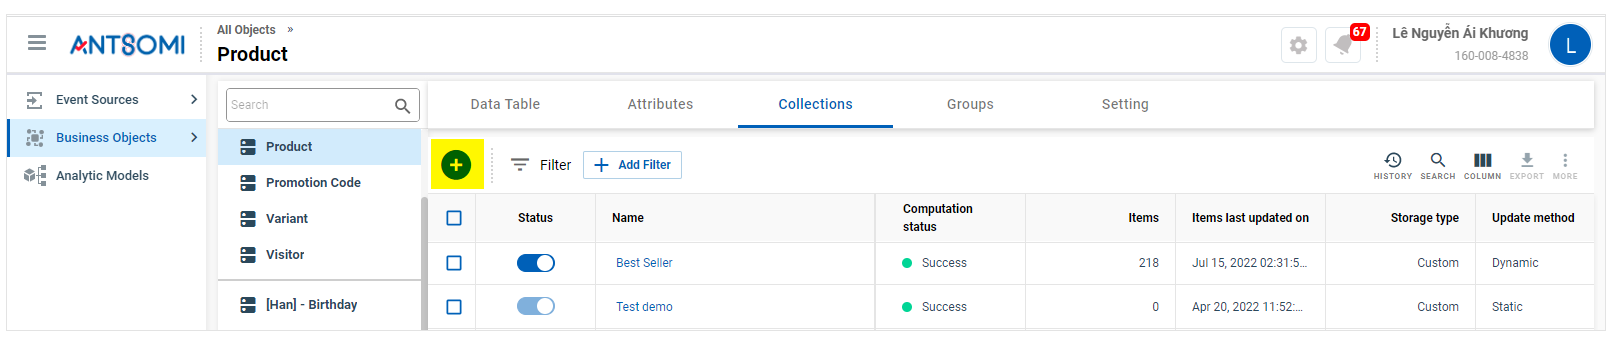 ANTSOMI
All Objects »
Product
67
Lê Nguyễn Ái Khương
160-008-4838
L
Event Sources
Business Objects
Analytic Models
Search
Product
Promotion Code
Variant
Visitor
[Han] - Birthday
Data Table Attributes Collections Groups Setting
Filter + Add Filter
HISTORY SEARCH COLUMN EXPORT MORE
Status Name Computation status Items Items last updated on Storage type Update method
Best Seller Success 218 Jul 15, 2022 02:31:5... Custom Dynamic
Test demo Success 0 Apr 20, 2022 11:52:... Custom Static